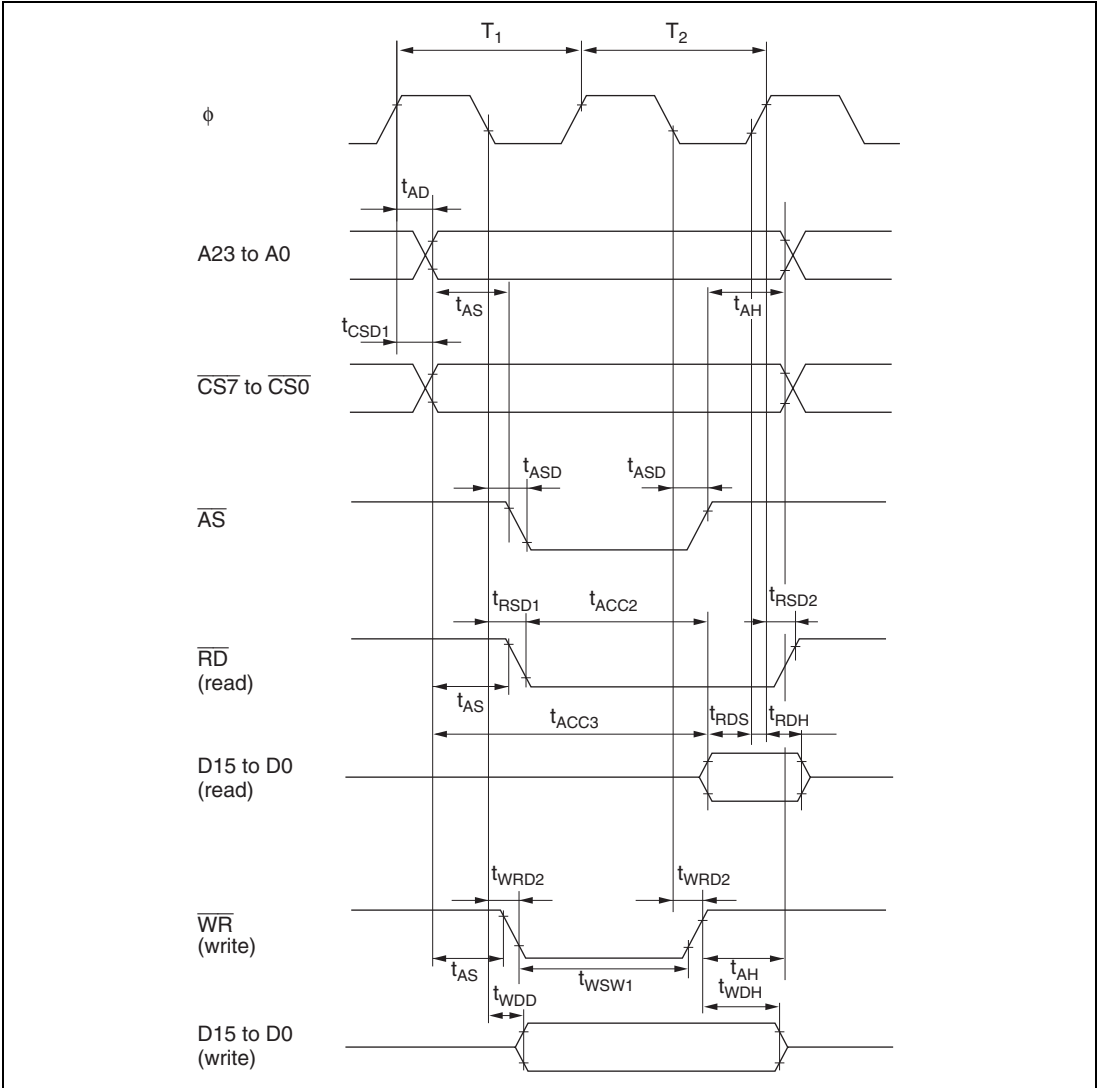 T1 T2
ϕ
tAD
A23 to A0
tAS tAH
tCSD1
CS7 to CS0
tASD tASD
AS
tRSD1 tACC2 tRSD2
RD
(read)
tAS
tACC3 tRDS tRDH
D15 to D0
(read)
tWRD2 tWRD2
WR
(write)
tAS tWSW1 tAH
tWDD tWDH
D15 to D0
(write)